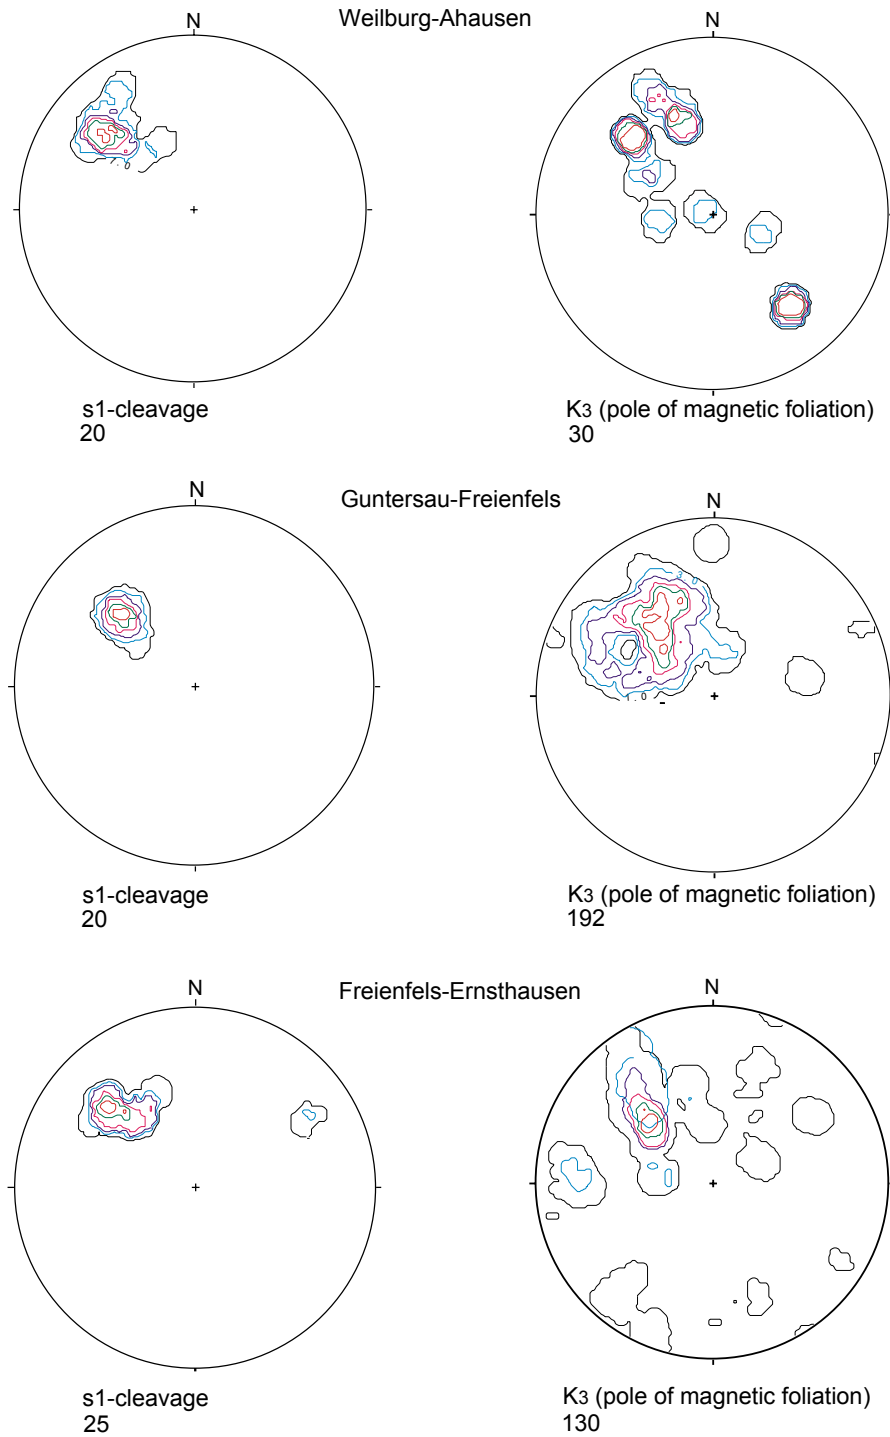 Weilburg-Ahausen
N
N
s1-cleavage
20
K3 (pole of magnetic foliation)
30
Guntersau-Freienfels
N
N
s1-cleavage
20
K3 (pole of magnetic foliation)
192
Freienfels-Ernsthausen
N
N
s1-cleavage
25
K3 (pole of magnetic foliation)
130